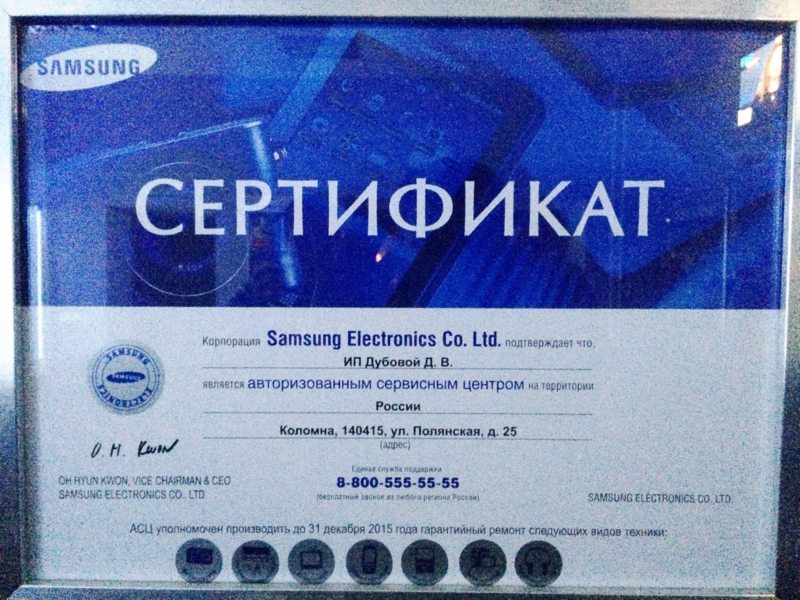 SAMSUNG
СЕРТИФИКАТ
Корпорация Samsung Electronics Co. Ltd. подтверждает что,
ИП Дубовой Д. В.
является авторизованным сервисным центром на территории
России
Коломна, 140415, ул. Полянская, д. 25
(адрес)
SAMSUNG
SAMSUNG
ELECTRONICS
O. H. Kwon
OH HYUN KWON, VICE CHAIRMAN & CEO
SAMSUNG ELECTRONICS CO., LTD
Единая служба поддержки
8-800-555-55-55
(бесплатный звонок из любого региона России)
SAMSUNG ELECTRONICS CO. LTD
АСЦ уполномочен производить до 31 декабря 2015 года гарантийный ремонт следующих видов техники: